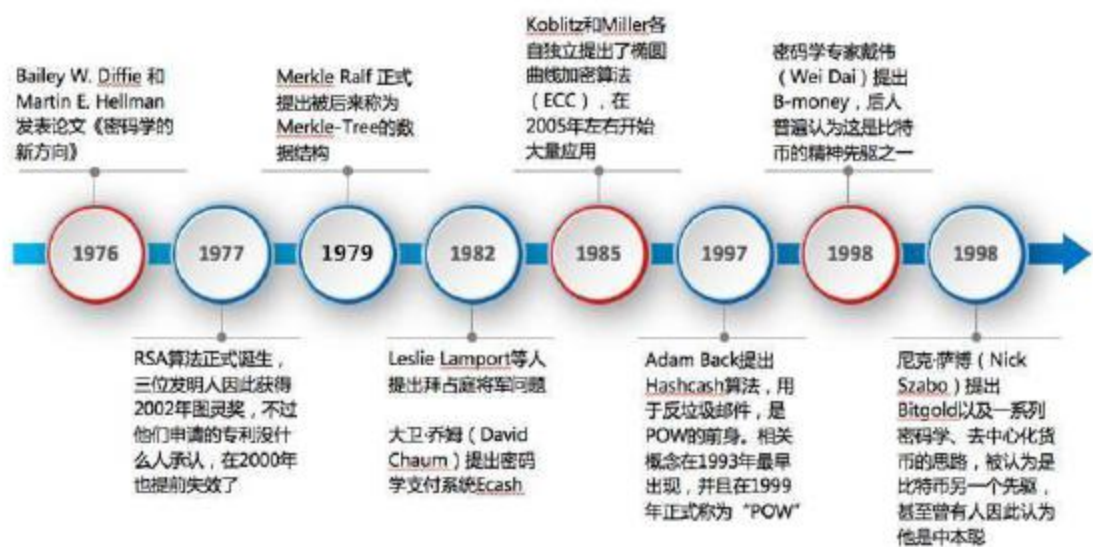 Bailey W. Diffie 和
Martin E. Hellman
发表论文《密码学的
新方向》
Merkle Ralf 正式
提出被后来称为
Merkle-Tree的数
据结构
Koblitz和Miller各
自独立提出了椭圆
曲线加密算法
（ECC），在
2005年左右开始
大量应用
密码学专家戴伟
（Wei Dai）提出
B-money，后人
普遍认为这是比特
币的精神先驱之一
1976
1977
1979
1982
1985
1997
1998
1998
RSA算法正式诞生，
三位发明人因此获得
2002年图灵奖，不过
他们申请的专利没什
么人承认，在2000年
也提前失效了
Leslie Lamport等人
提出拜占庭将军问题
大卫·乔姆（David
Chaum）提出密码
学支付系统Ecash
Adam Back提出
Hashcash算法，用
于反垃圾邮件，是
POW的前身。相关
概念在1993年最早
出现，并且在1999
年正式称为“POW”
尼克·萨博（Nick
Szabo）提出
Bitgold以及一系列
密码学、去中心化货
币的思路，被认为是
比特币另一个先驱，
甚至曾有人因此认为
他是中本聪